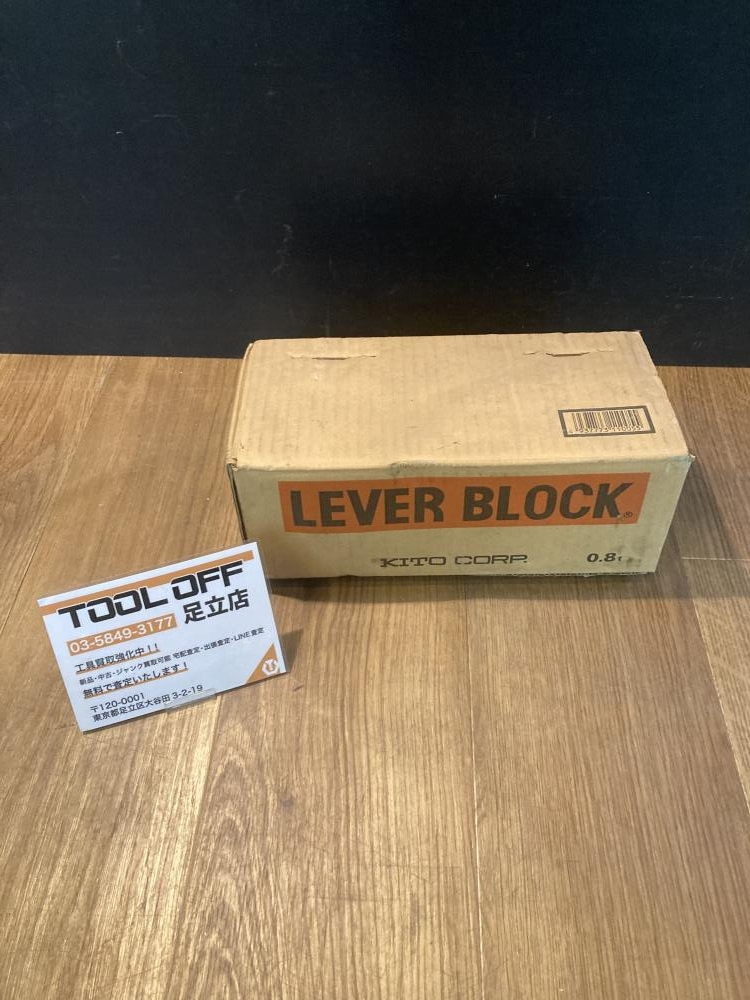 LEVER BLOCK®
KITO CORP. 0.8t
TOOL OFF
03-5849-3177 足立店
工具買取強化中！！
新品・中古・ジャンク買取可能 宅配査定・出張査定・LINE査定
無料で査定いたします！
〒120-0001
東京都足立区大谷田 3-2-19